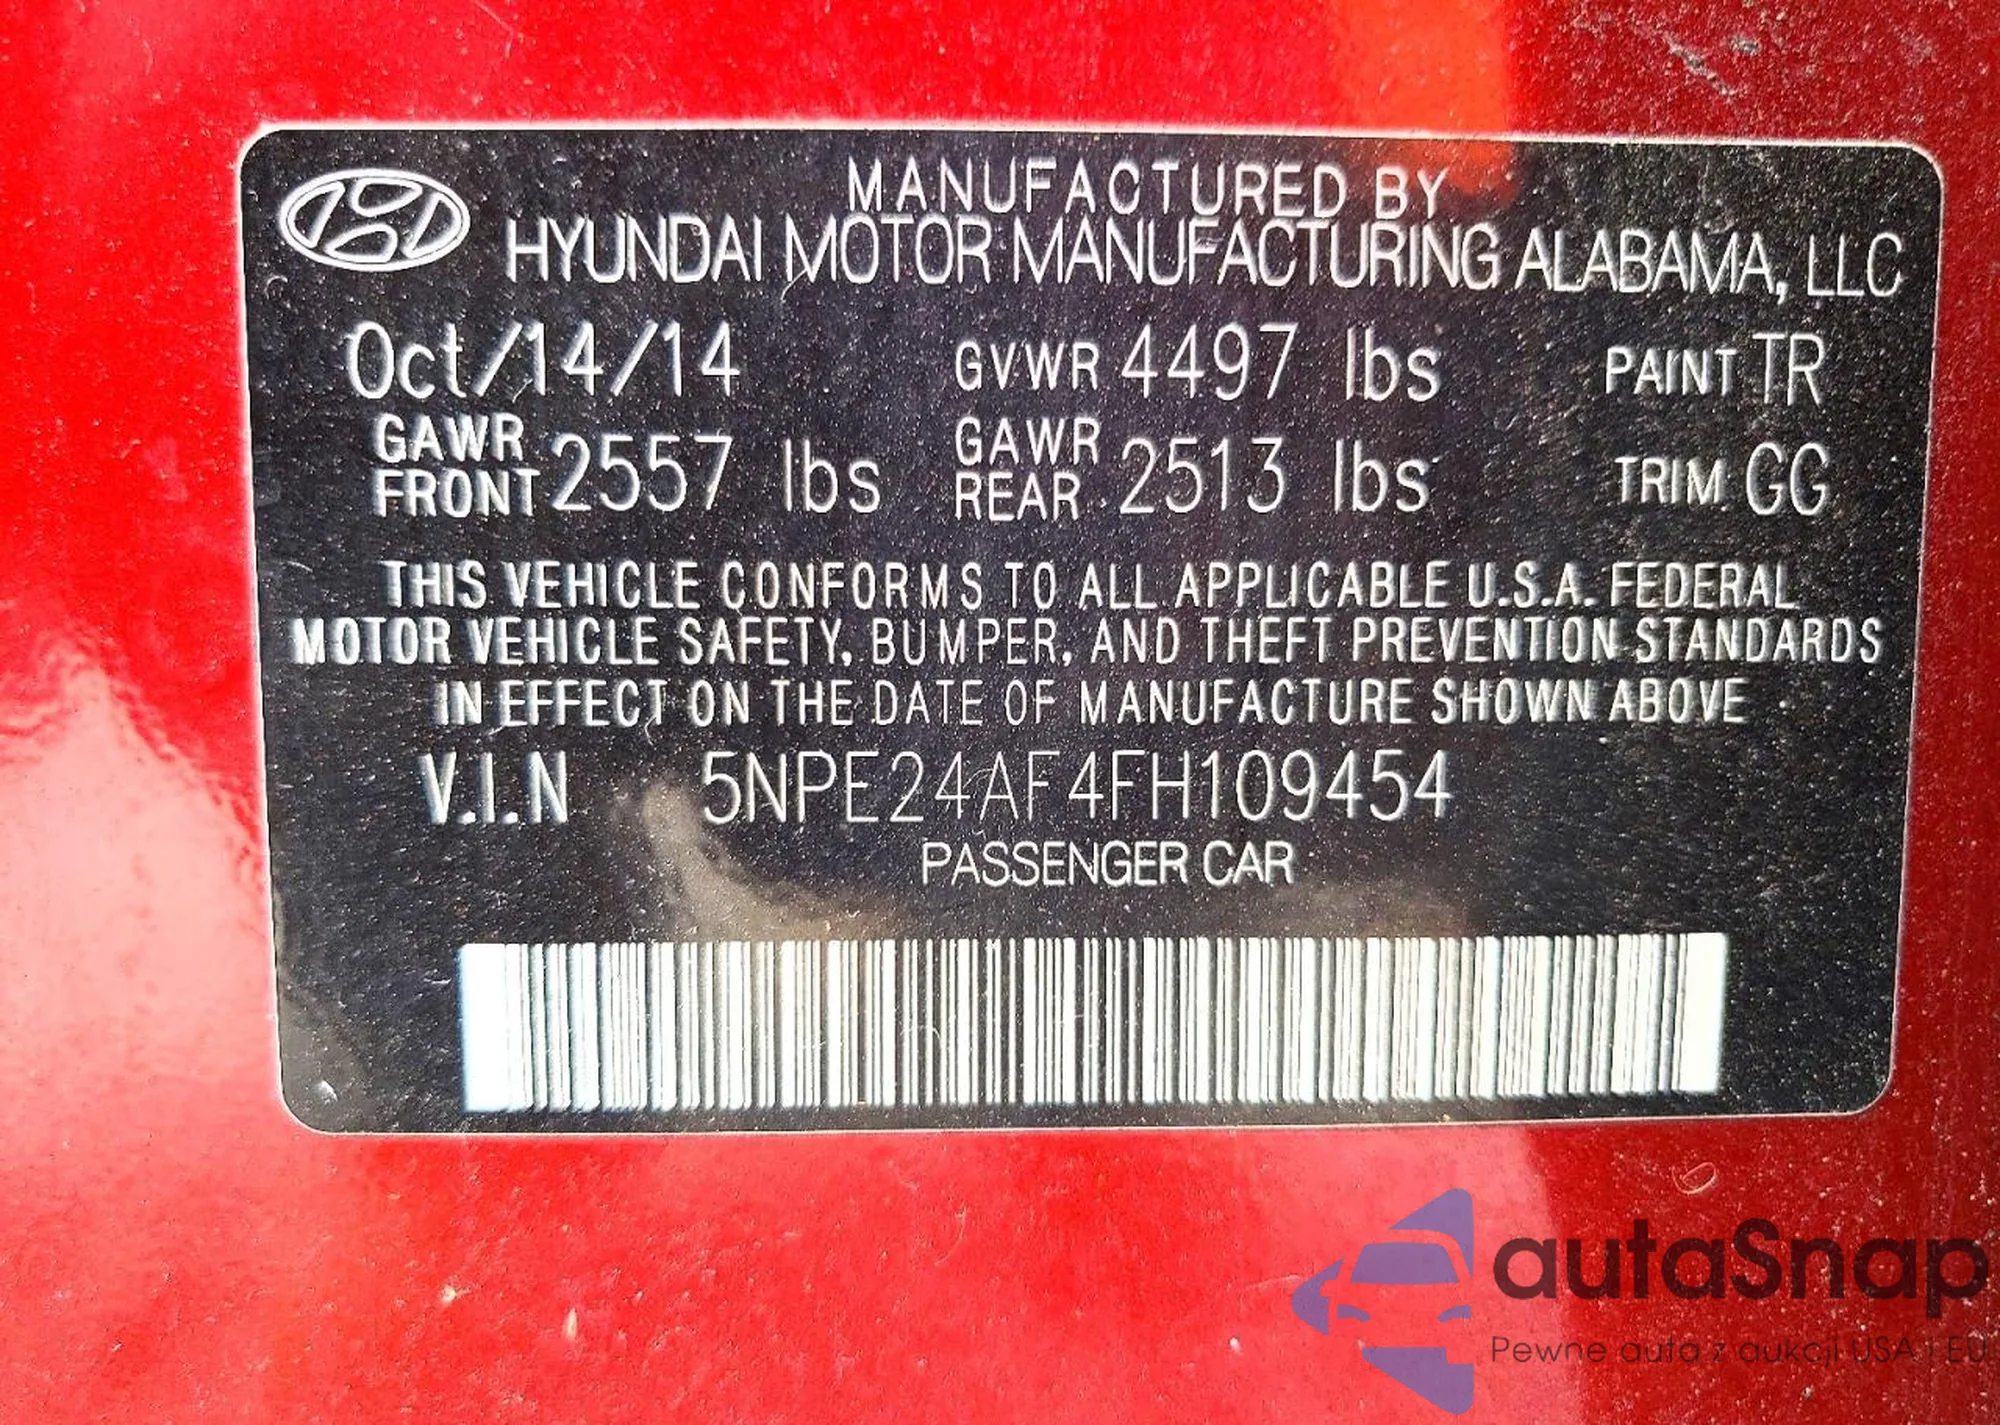 MANUFACTURED BY
HYUNDAI MOTOR MANUFACTURING ALABAMA, LLC
Oct/14/14 GVWR 4497 lbs PAINT TR
GAWR FRONT 2557 lbs GAWR REAR 2513 lbs TRIM GG
THIS VEHICLE CONFORMS TO ALL APPLICABLE U.S.A. FEDERAL
MOTOR VEHICLE SAFETY, BUMPER, AND THEFT PREVENTION STANDARDS
IN EFFECT ON THE DATE OF MANUFACTURE SHOWN ABOVE
V.I.N 5NPE24AF4FH109454
PASSENGER CAR
autaSnap
Pewne auta z aukcji USA i EU